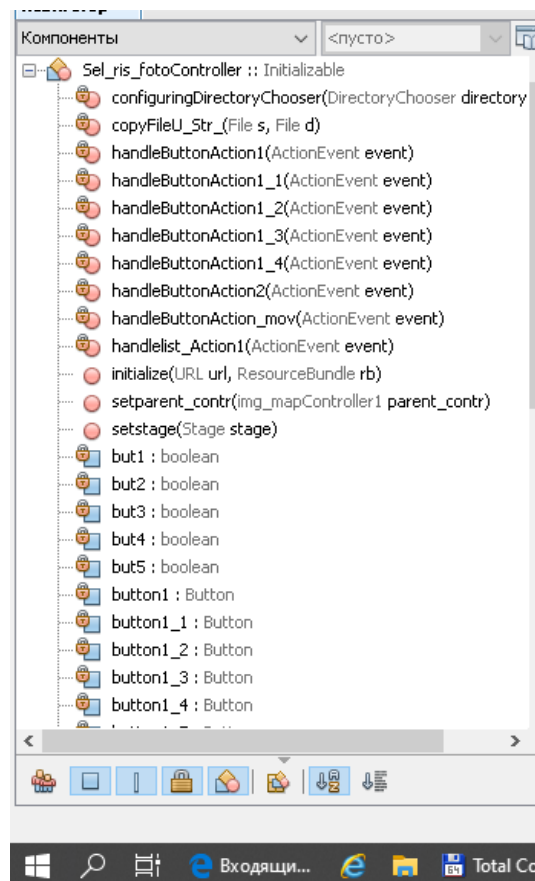 Компоненты <пусто>
Sel_ris_fotoController :: Initializable
configuringDirectoryChooser(DirectoryChooser directory
copyFileU_Str_(File s, File d)
handleButtonAction1(ActionEvent event)
handleButtonAction1_1(ActionEvent event)
handleButtonAction1_2(ActionEvent event)
handleButtonAction1_3(ActionEvent event)
handleButtonAction1_4(ActionEvent event)
handleButtonAction2(ActionEvent event)
handleButtonAction_mov(ActionEvent event)
handlelist_Action1(ActionEvent event)
initialize(URL url, ResourceBundle rb)
setparent_contr(img_mapController1 parent_contr)
setstage(Stage stage)
but1 : boolean
but2 : boolean
but3 : boolean
but4 : boolean
but5 : boolean
button1 : Button
button1_1 : Button
button1_2 : Button
button1_3 : Button
button1_4 : Button
Входящи... Total Co